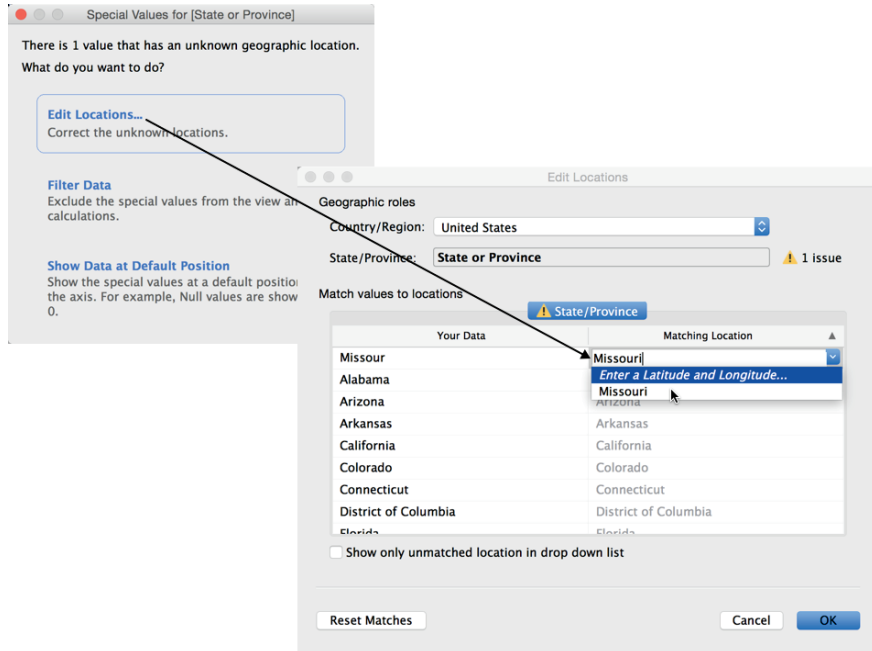 Special Values for [State or Province]
There is 1 value that has an unknown geographic location.
What do you want to do?
Edit Locations...
Correct the unknown locations.
Filter Data
Exclude the special values from the view an
calculations.
Show Data at Default Position
Show the special values at a default position
the axis. For example, Null values are show
0.
Edit Locations
Geographic roles
Country/Region: United States
State/Province: State or Province 1 issue
Match values to locations
State/Province
Your Data Matching Location
Missour Missouri
Enter a Latitude and Longitude...
Alabama
Missouri
Arizona Arizona
Arkansas Arkansas
California California
Colorado Colorado
Connecticut Connecticut
District of Columbia District of Columbia
Florida Florida
Show only unmatched location in drop down list
Reset Matches Cancel OK